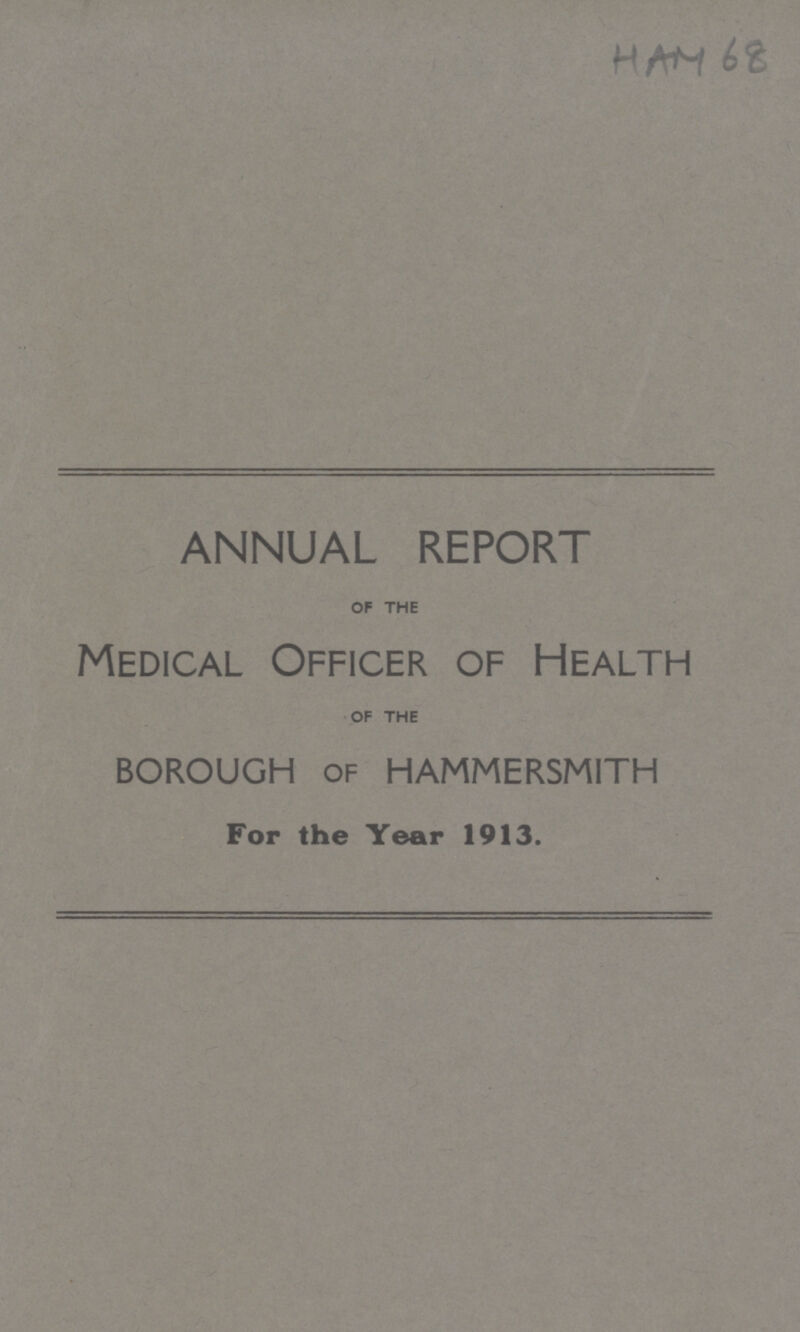 HAM 68
ANNUAL REPORT
OF THE
MEDICAL OFFICER OF HEALTH
OF THE
BOROUGH OF HAMMERSMITH
For the Year 1913.